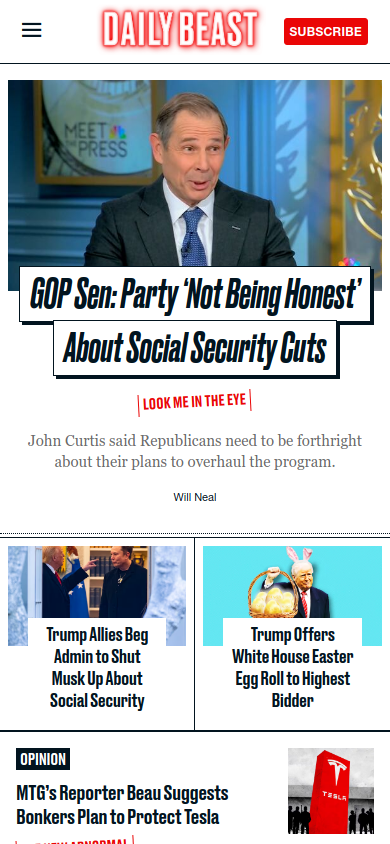 DAILY BEAST
SUBSCRIBE
MEET
THE
PRESS
GOP Sen: Party ‘Not Being Honest’
About Social Security Cuts
LOOK ME IN THE EYE
John Curtis said Republicans need to be forthright
about their plans to overhaul the program.
Will Neal
Trump Allies Beg
Admin to Shut
Musk Up About
Social Security
Trump Offers
White House Easter
Egg Roll to Highest
Bidder
OPINION
MTG’s Reporter Beau Suggests
Bonkers Plan to Protect Tesla
TESLA